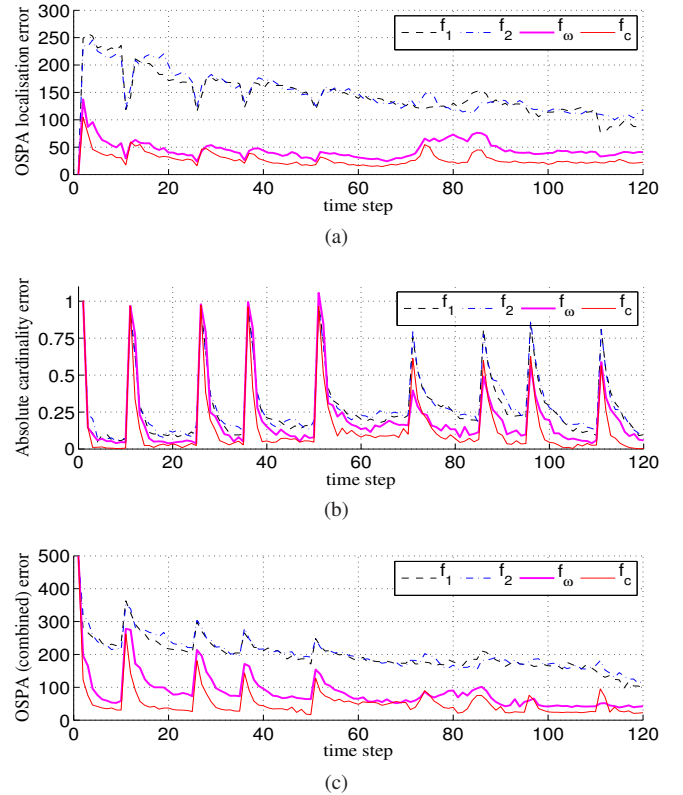 OSPA localisation error
300
250
200
150
100
50
0
f1 f2 fω fc
0 20 40 60 80 100 120
time step
(a)
Absolute cardinality error
1
0.75
0.5
0.25
0
f1 f2 fω fc
0 20 40 60 80 100 120
time step
(b)
OSPA (combined) error
500
400
300
200
100
0
f1 f2 fω fc
0 20 40 60 80 100 120
time step
(c)